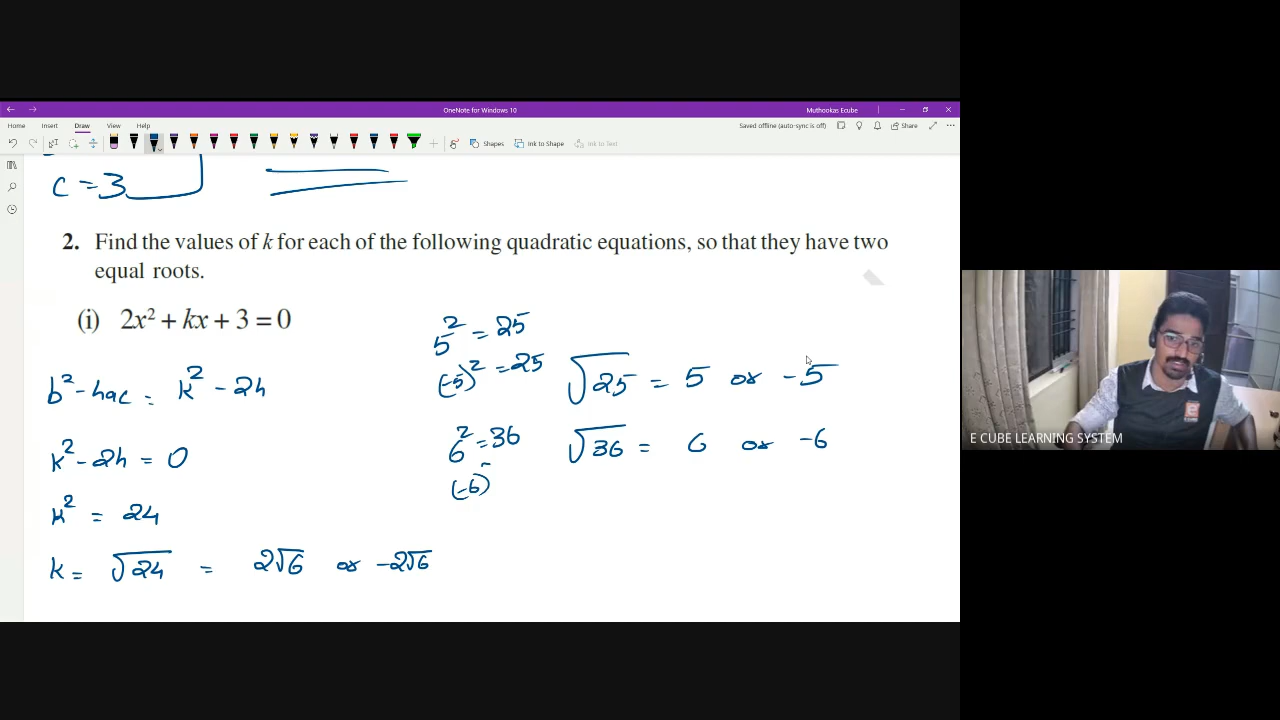 OneNote for Windows 10
Muthookas Ecube
Home Insert Draw View Help
Saved offline (auto-sync is off) Share
Shapes Ink to Shape Ink to Text
c = 3
2. Find the values of k for each of the following quadratic equations, so that they have two
equal roots.
(i) 2x² + kx + 3 = 0
5² = 25
(-5)² = 25
√25 = 5 or -5
b² - 4ac = k² - 24
6² = 36
√36 = 6 or -6
(-6)
k² - 24 = 0
k² = 24
k = √24 = 2√6 or -2√6
E CUBE LEARNING SYSTEM